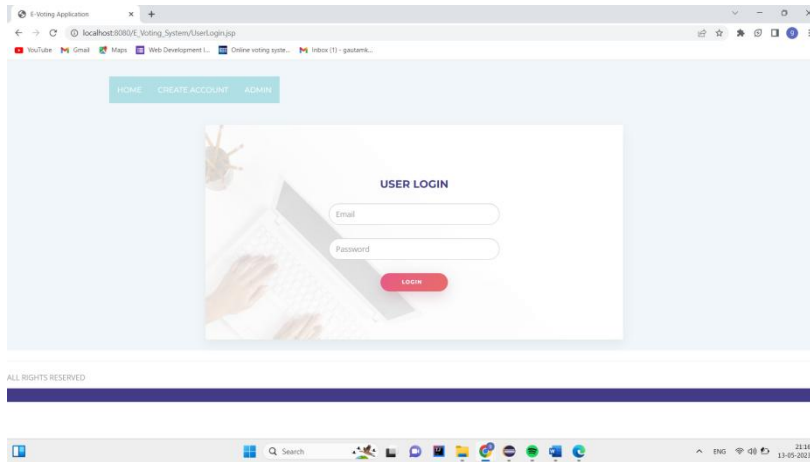 E-Voting Application
localhost:8080/E_Voting_System/UserLogin.jsp
YouTube Gmail Maps Web Development I... Online voting syste... Inbox (1) - gautamk...
HOME CREATE ACCOUNT ADMIN
USER LOGIN
Email
Password
LOGIN
ALL RIGHTS RESERVED
Search
ENG
21:16
13-05-2023